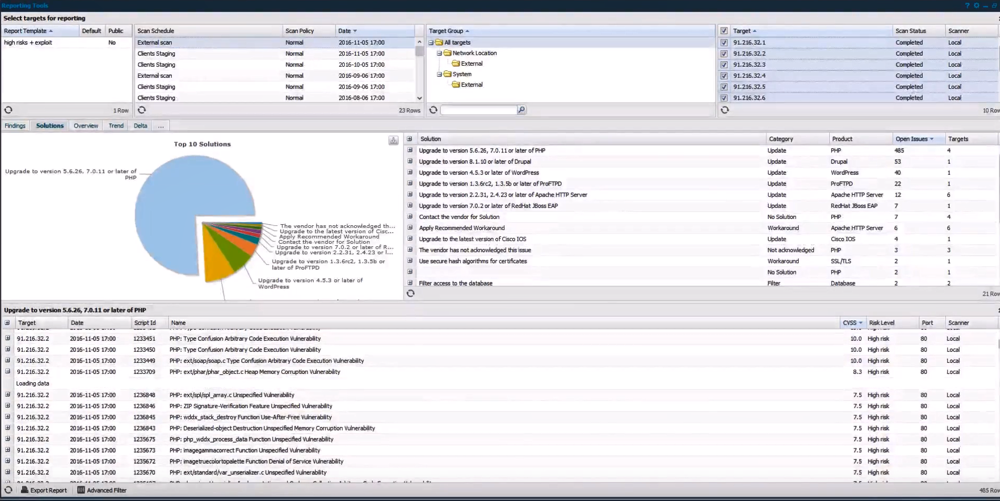 Reporting Tools
?
Select targets for reporting
Report Template Default Public
high risks + exploit No
1 Row
Scan Schedule Scan Policy Date
External scan Normal 2016-11-05 17:00
Clients Staging Normal 2016-11-05 17:00
Clients Staging Normal 2016-10-05 17:00
External scan Normal 2016-09-06 17:00
Clients Staging Normal 2016-09-06 17:00
Clients Staging Normal 2016-08-06 17:00
23 Rows
Target Group
All targets
Network Location
External
System
External
Target Scan Status Scanner
91.216.32.1 Completed Local
91.216.32.2 Completed Local
91.216.32.3 Completed Local
91.216.32.4 Completed Local
91.216.32.5 Completed Local
91.216.32.6 Completed Local
10 Row
Findings Solutions Overview Trend Delta ...
Top 10 Solutions
Upgrade to version 5.6.26, 7.0.11 or later of
PHP
The vendor has not acknowledged th...
Upgrade to the latest version of Cisc...
Apply Recommended Workaround
Contact the vendor for Solution
Upgrade to version 7.0.2 or later of R...
Upgrade to version 2.2.31, 2.4.23 or l...
Upgrade to version 1.3.6rc2, 1.3.5b or
later of ProFTPD
Upgrade to version 4.5.3 or later of
WordPress
Solution Category Product Open Issues Targets
Upgrade to version 5.6.26, 7.0.11 or later of PHP Update PHP 485 4
Upgrade to version 8.1.10 or later of Drupal Update Drupal 53 1
Upgrade to version 4.5.3 or later of WordPress Update WordPress 40 1
Upgrade to version 1.3.6rc2, 1.3.5b or later of ProFTPD Update ProFTPD 22 1
Upgrade to version 2.2.31, 2.4.23 or later of Apache HTTP Server Update Apache HTTP Server 12 6
Upgrade to version 7.0.2 or later of RedHat JBoss EAP Update RedHat JBoss EAP 7 1
Contact the vendor for Solution No Solution PHP 7 4
Apply Recommended Workaround Workaround Apache HTTP Server 6 6
Upgrade to the latest version of Cisco IOS Update Cisco IOS 4 1
The vendor has not acknowledged this issue Not acknowledged PHP 3 3
Use secure hash algorithms for certificates Workaround SSL/TLS 2 1
No Solution PHP 2 1
Filter access to the database Filter Database 2 2
21 Row
Upgrade to version 5.6.26, 7.0.11 or later of PHP
Target Date Script Id Name CVSS Risk Level Port Scanner
91.216.32.2 2016-11-05 17:00 1233451 PHP: Type Confusion Arbitrary Code Execution Vulnerability 10.0 High risk 80 Local
91.216.32.2 2016-11-05 17:00 1233450 PHP: Type Confusion Arbitrary Code Execution Vulnerability 10.0 High risk 80 Local
91.216.32.2 2016-11-05 17:00 1233449 PHP: ext/soap/soap.c Type Confusion Arbitrary Code Execution Vulnerability 10.0 High risk 80 Local
91.216.32.2 2016-11-05 17:00 1233709 PHP: ext/phar/phar_object.c Heap Memory Corruption Vulnerability 8.3 High risk 80 Local
Loading data
91.216.32.2 2016-11-05 17:00 1236848 PHP: ext/spl/spl_array.c Unspecified Vulnerability 7.5 High risk 80 Local
91.216.32.2 2016-11-05 17:00 1236846 PHP: ZIP Signature-Verification Feature Unspecified Vulnerability 7.5 High risk 80 Local
91.216.32.2 2016-11-05 17:00 1236845 PHP: wddx_stack_destroy Function Use-After-Free Vulnerability 7.5 High risk 80 Local
91.216.32.2 2016-11-05 17:00 1236843 PHP: Deserialized-object Destruction Unspecified Memory Corruption Vulnerability 7.5 High risk 80 Local
91.216.32.2 2016-11-05 17:00 1235675 PHP: php_wddx_process_data Function Unspecified Vulnerability 7.5 High risk 80 Local
91.216.32.2 2016-11-05 17:00 1235673 PHP: imagegammacorrect Function Unspecified Vulnerability 7.5 High risk 80 Local
91.216.32.2 2016-11-05 17:00 1235672 PHP: imagetruecolortopalette Function Denial of Service Vulnerability 7.5 High risk 80 Local
91.216.32.2 2016-11-05 17:00 1235670 PHP: ext/standard/var_unserializer.c Unspecified Vulnerability 7.5 High risk 80 Local
Export Report Advanced Filter 485 Row